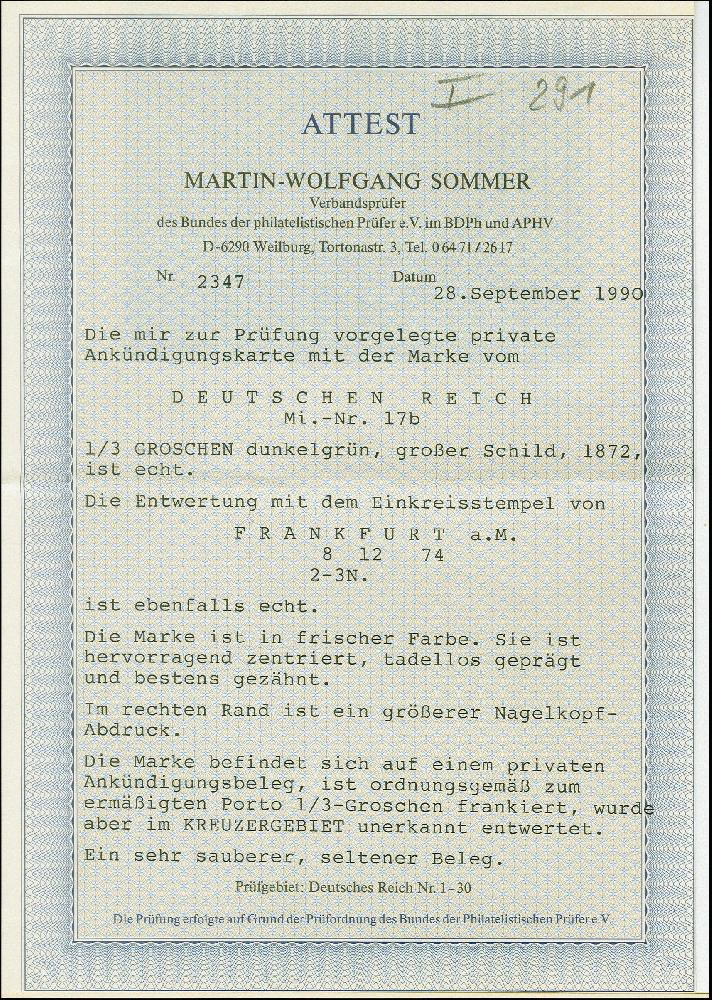 I 291
ATTEST
MARTIN-WOLFGANG SOMMER
Verbandsprüfer
des Bundes der philatelistischen Prüfer e.V. im BDPh und APHV
D-6290 Weilburg, Tortonastr. 3, Tel. 0 64 71 / 26 17
Nr. 2347 Datum 28.September 1990
Die mir zur Prüfung vorgelegte private
Ankündigungskarte mit der Marke vom
D E U T S C H E N R E I C H
Mi.-Nr. 17b
1/3 GROSCHEN dunkelgrün, großer Schild, 1872,
ist echt.
Die Entwertung mit dem Einkreisstempel von
F R A N K F U R T a.M.
8 12 74
2-3N.
ist ebenfalls echt.
Die Marke ist in frischer Farbe. Sie ist
hervorragend zentriert, tadellos geprägt
und bestens gezähnt.
Im rechten Rand ist ein größerer Nagelkopf-
Abdruck.
Die Marke befindet sich auf einem privaten
Ankündigungsbeleg, ist ordnungsgemäß zum
ermäßigten Porto 1/3-Groschen frankiert, wurde
aber im KREUZERGEBIET unerkannt entwertet.
Ein sehr sauberer, seltener Beleg.
Prüfgebiet: Deutsches Reich Nr. 1-30
Die Prüfung erfolgte auf Grund der Prüfordnung des Bundes der Philatelistischen Prüfer e.V.